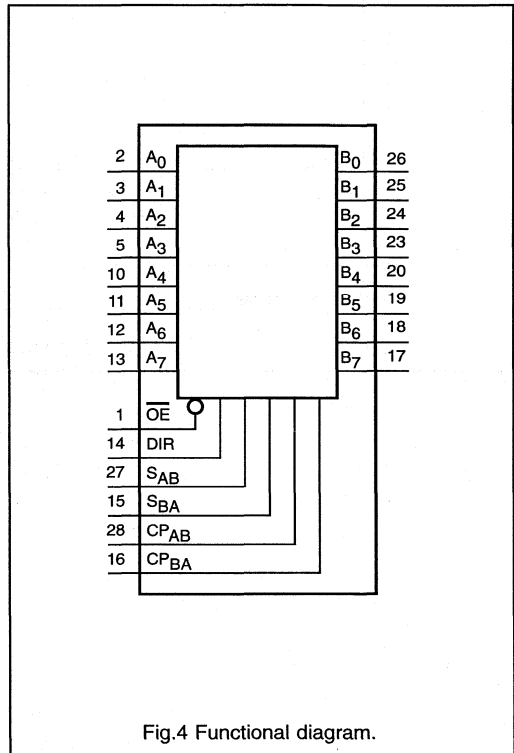 2 A0 B0 26
3 A1 B1 25
4 A2 B2 24
5 A3 B3 23
10 A4 B4 20
11 A5 B5 19
12 A6 B6 18
13 A7 B7 17
1 OE
14 DIR
27 SAB
15 SBA
28 CPAB
16 CPBA
Fig.4 Functional diagram.